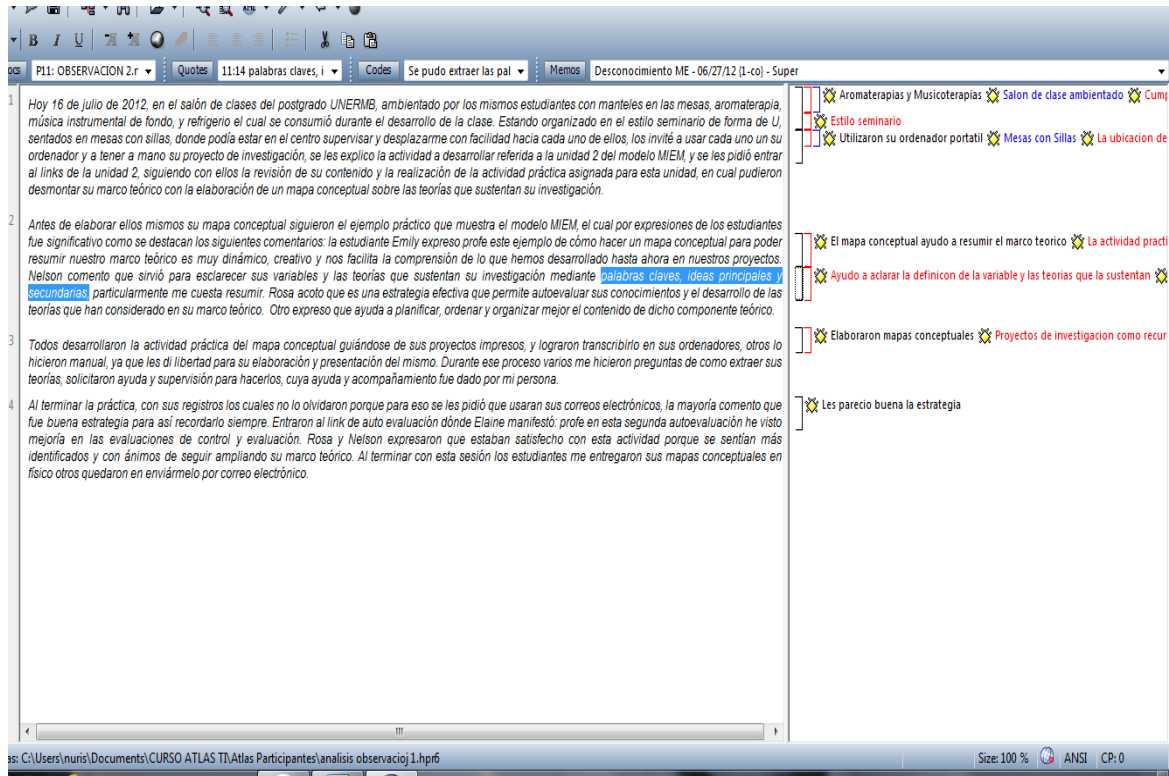 B I U
P11: OBSERVACION 2.r Quotes 11:14 palabras claves, i Codes Se pudo extraer las pal Memos Desconocimiento ME - 06/27/12 {1-co} - Super
1
Hoy 16 de julio de 2012, en el salón de clases del postgrado UNERMB, ambientado por los mismos estudiantes con manteles en las mesas, aromaterapia,
música instrumental de fondo, y refrigerio el cual se consumió durante el desarrollo de la clase. Estando organizado en el estilo seminario de forma de U,
sentados en mesas con sillas, donde podía estar en el centro supervisar y desplazarme con facilidad hacia cada uno de ellos, los invité a usar cada uno un su
ordenador y a tener a mano su proyecto de investigación, se les explico la actividad a desarrollar referida a la unidad 2 del modelo MIEM, y se les pidió entrar
al links de la unidad 2, siguiendo con ellos la revisión de su contenido y la realización de la actividad práctica asignada para esta unidad, en cual pudieron
desmontar su marco teórico con la elaboración de un mapa conceptual sobre las teorías que sustentan su investigación.
2
Antes de elaborar ellos mismos su mapa conceptual siguieron el ejemplo práctico que muestra el modelo MIEM, el cual por expresiones de los estudiantes
fue significativo como se destacan los siguientes comentarios: la estudiante Emily expreso profe este ejemplo de cómo hacer un mapa conceptual para poder
resumir nuestro marco teórico es muy dinámico, creativo y nos facilita la comprensión de lo que hemos desarrollado hasta ahora en nuestros proyectos.
Nelson comento que sirvió para esclarecer sus variables y las teorías que sustentan su investigación mediante palabras claves, ideas principales y
secundarias, particularmente me cuesta resumir. Rosa acoto que es una estrategia efectiva que permite autoevaluar sus conocimientos y el desarrollo de las
teorías que han considerado en su marco teórico. Otro expreso que ayuda a planificar, ordenar y organizar mejor el contenido de dicho componente teórico.
3
Todos desarrollaron la actividad práctica del mapa conceptual guiándose de sus proyectos impresos, y lograron transcribirlo en sus ordenadores, otros lo
hicieron manual, ya que les di libertad para su elaboración y presentación del mismo. Durante ese proceso varios me hicieron preguntas de como extraer sus
teorías, solicitaron ayuda y supervisión para hacerlos, cuya ayuda y acompañamiento fue dado por mi persona.
4
Al terminar la práctica, con sus registros los cuales no lo olvidaron porque para eso se les pidió que usaran sus correos electrónicos, la mayoría comento que
fue buena estrategia para así recordarlo siempre. Entraron al link de auto evaluación dónde Elaine manifestó: profe en esta segunda autoevaluación he visto
mejoría en las evaluaciones de control y evaluación. Rosa y Nelson expresaron que estaban satisfecho con esta actividad porque se sentían más
identificados y con ánimos de seguir ampliando su marco teórico. Al terminar con esta sesión los estudiantes me entregaron sus mapas conceptuales en
físico otros quedaron en enviármelo por correo electrónico.
Aromaterapias y Musicoterapias Salon de clase ambientado
Estilo seminario
Utilizaron su ordenador portatil Mesas con Sillas La ubicacion de
El mapa conceptual ayudo a resumir el marco teorico La actividad practi
Ayudo a aclarar la definicon de la variable y las teorias que la sustentan
Elaboraron mapas conceptuales Proyectos de investigacion como recur
Les parecio buena la estrategia
as: C:\Users\nuris\Documents\CURSO ATLAS TI\Atlas Participantes\analisis observacioj 1.hpr6 Size: 100 % ANSI CP: 0